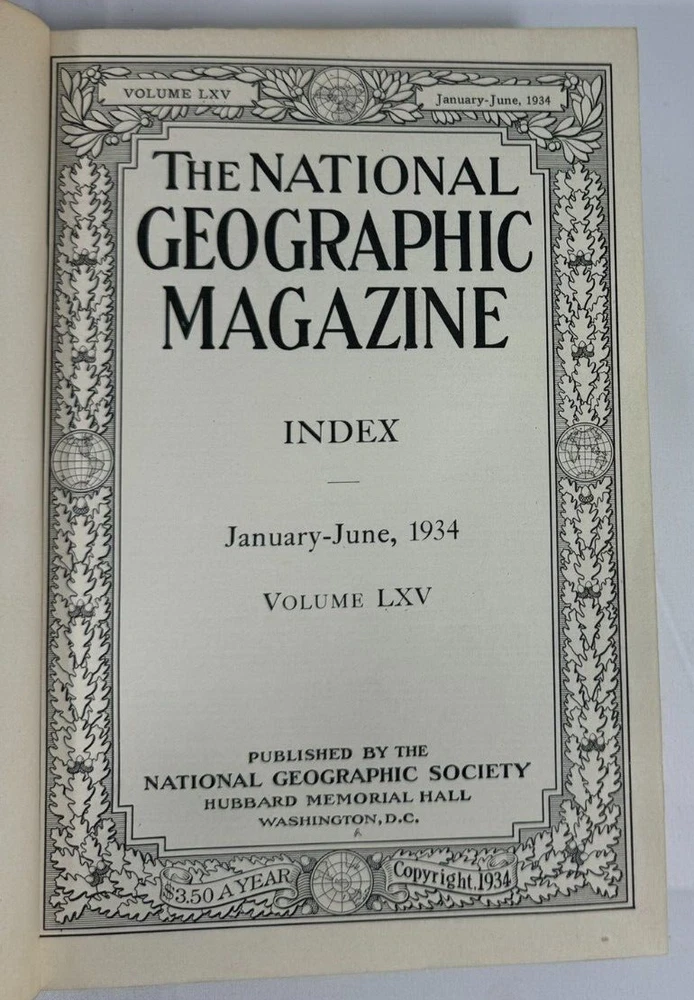 VOLUME LXV
January-June, 1934
THE NATIONAL
GEOGRAPHIC
MAGAZINE
INDEX
January-June, 1934
VOLUME LXV
PUBLISHED BY THE
NATIONAL GEOGRAPHIC SOCIETY
HUBBARD MEMORIAL HALL
WASHINGTON, D.C.
$3.50 A YEAR
Copyright.1934